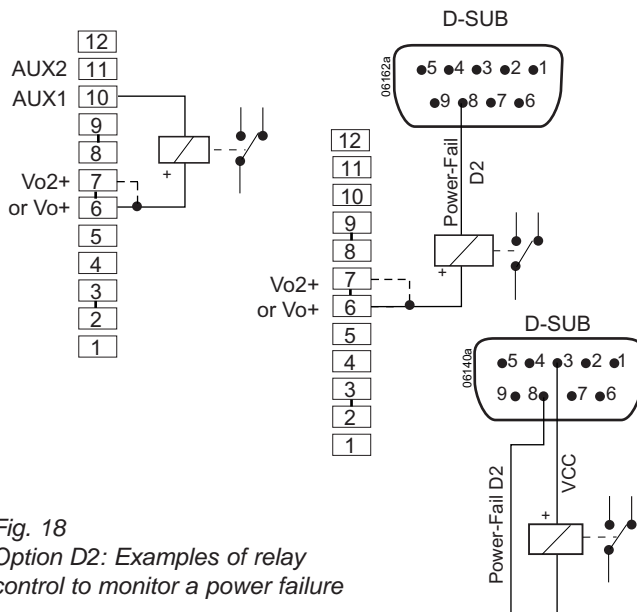 D-SUB
06162a
5 4 3 2 1
9 8 7 6
12
AUX2 11
AUX1 10
9
8
Vo2+ 7
or Vo+ 6
5
4
3
2
1
+
Power-Fail
D2
12
11
10
9
8
Vo2+ 7
or Vo+ 6
5
4
3
2
1
+
D-SUB
06140a
5 4 3 2 1
9 8 7 6
Power-Fail D2
VCC
+
Fig. 18
Option D2: Examples of relay
control to monitor a power failure